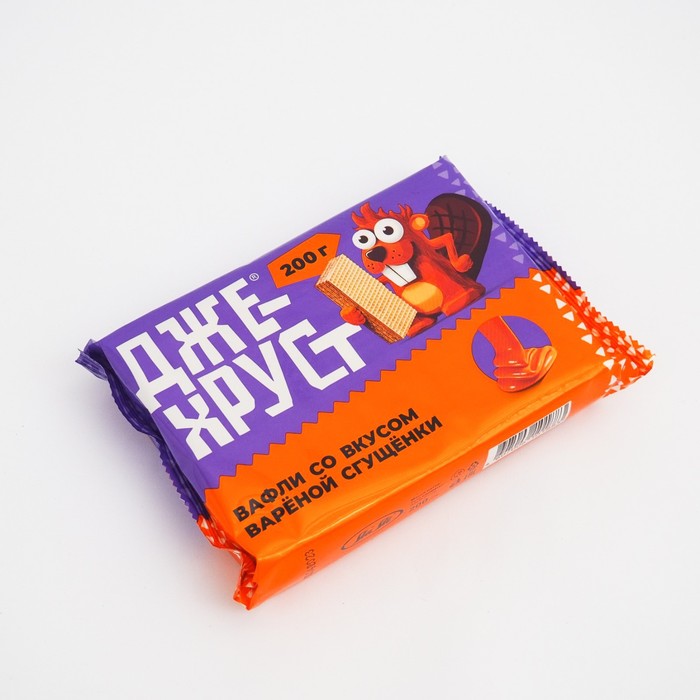 200 г
ДЖЕ-
ХРУСТ®
ВАФЛИ СО ВКУСОМ
ВАРЁНОЙ СГУЩЁНКИ